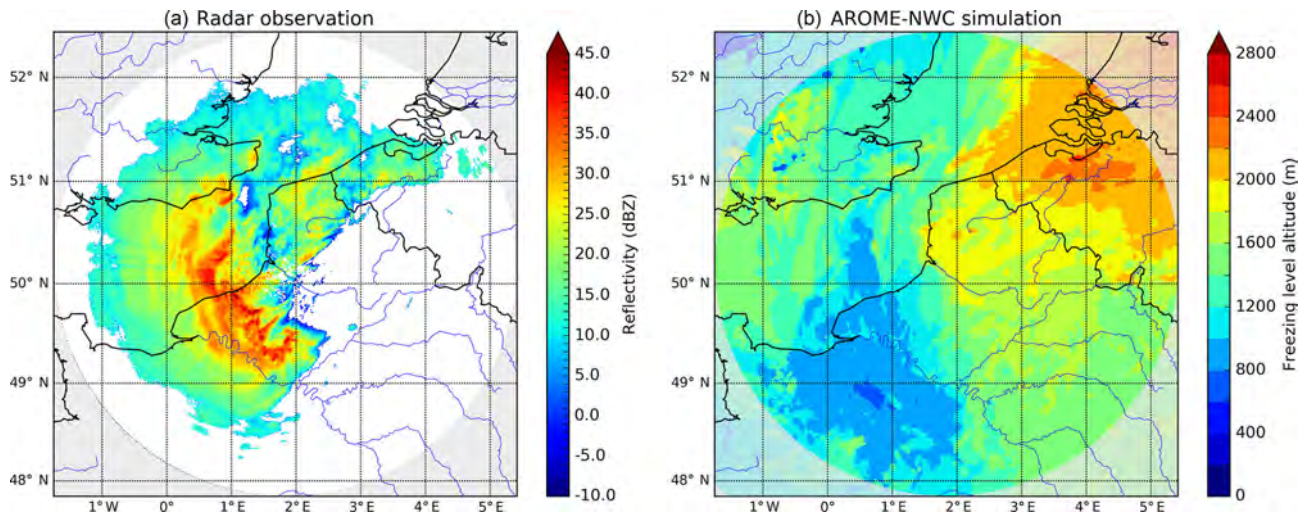 (a) Radar observation
52° N
51° N
50° N
49° N
48° N
1°W 0° 1°E 2°E 3°E 4°E 5°E
45.0
40.0
35.0
30.0
25.0
20.0
15.0
10.0
5.0
0.0
-5.0
-10.0
Reflectivity (dBZ)
(b) AROME-NWC simulation
52° N
51° N
50° N
49° N
48° N
1°W 0° 1°E 2°E 3°E 4°E 5°E
2800
2400
2000
1600
1200
800
400
0
Freezing level altitude (m)